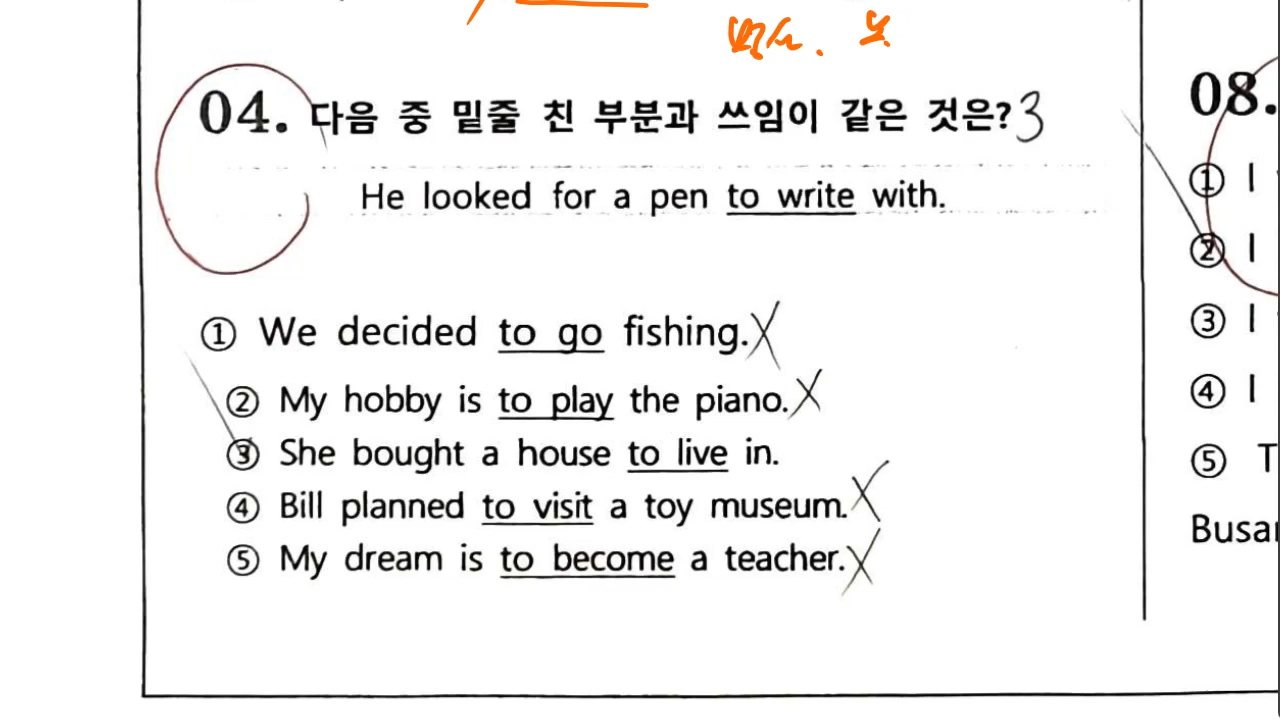 04. 다음 중 밑줄 친 부분과 쓰임이 같은 것은? 3
He looked for a pen to write with.
① We decided to go fishing. X
② My hobby is to play the piano. X
③ She bought a house to live in.
④ Bill planned to visit a toy museum. X
⑤ My dream is to become a teacher. X
08.
① I
② I
③ I
④ I
⑤ T
Busa